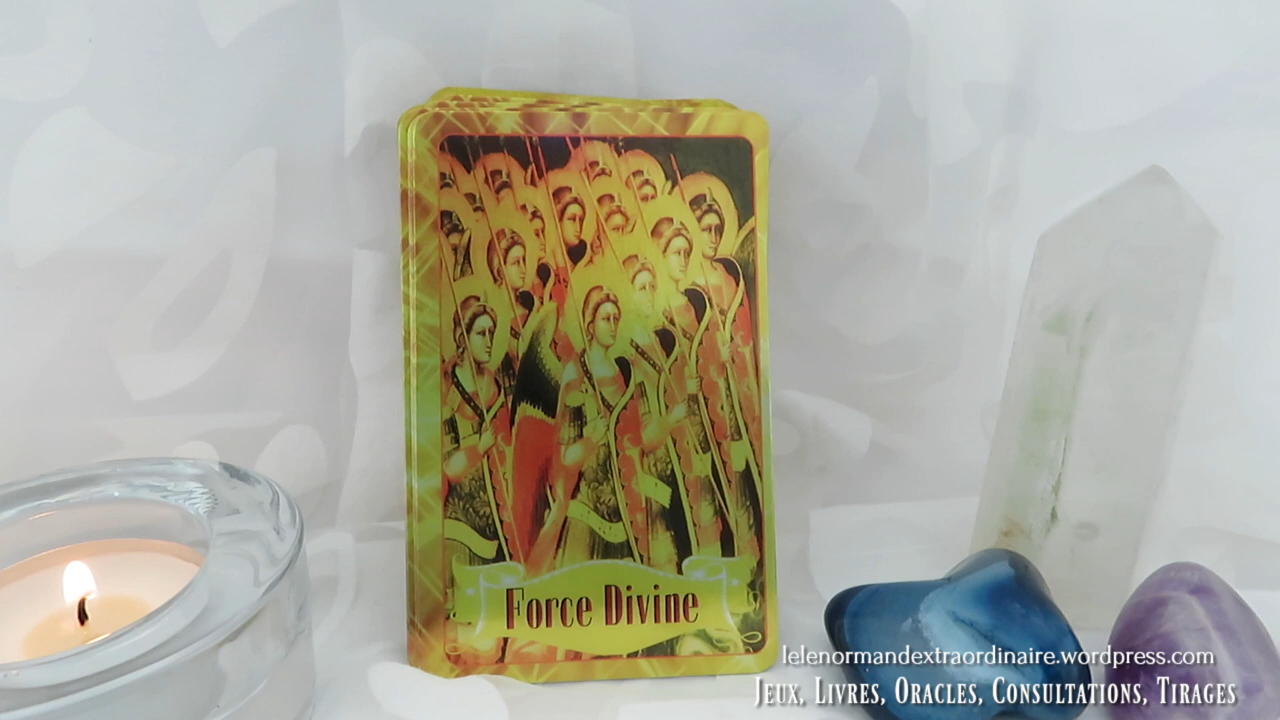 Force Divine
lelenormandextraordinaire.wordpress.com
Jeux, Livres, Oracles, Consultations, Tirages